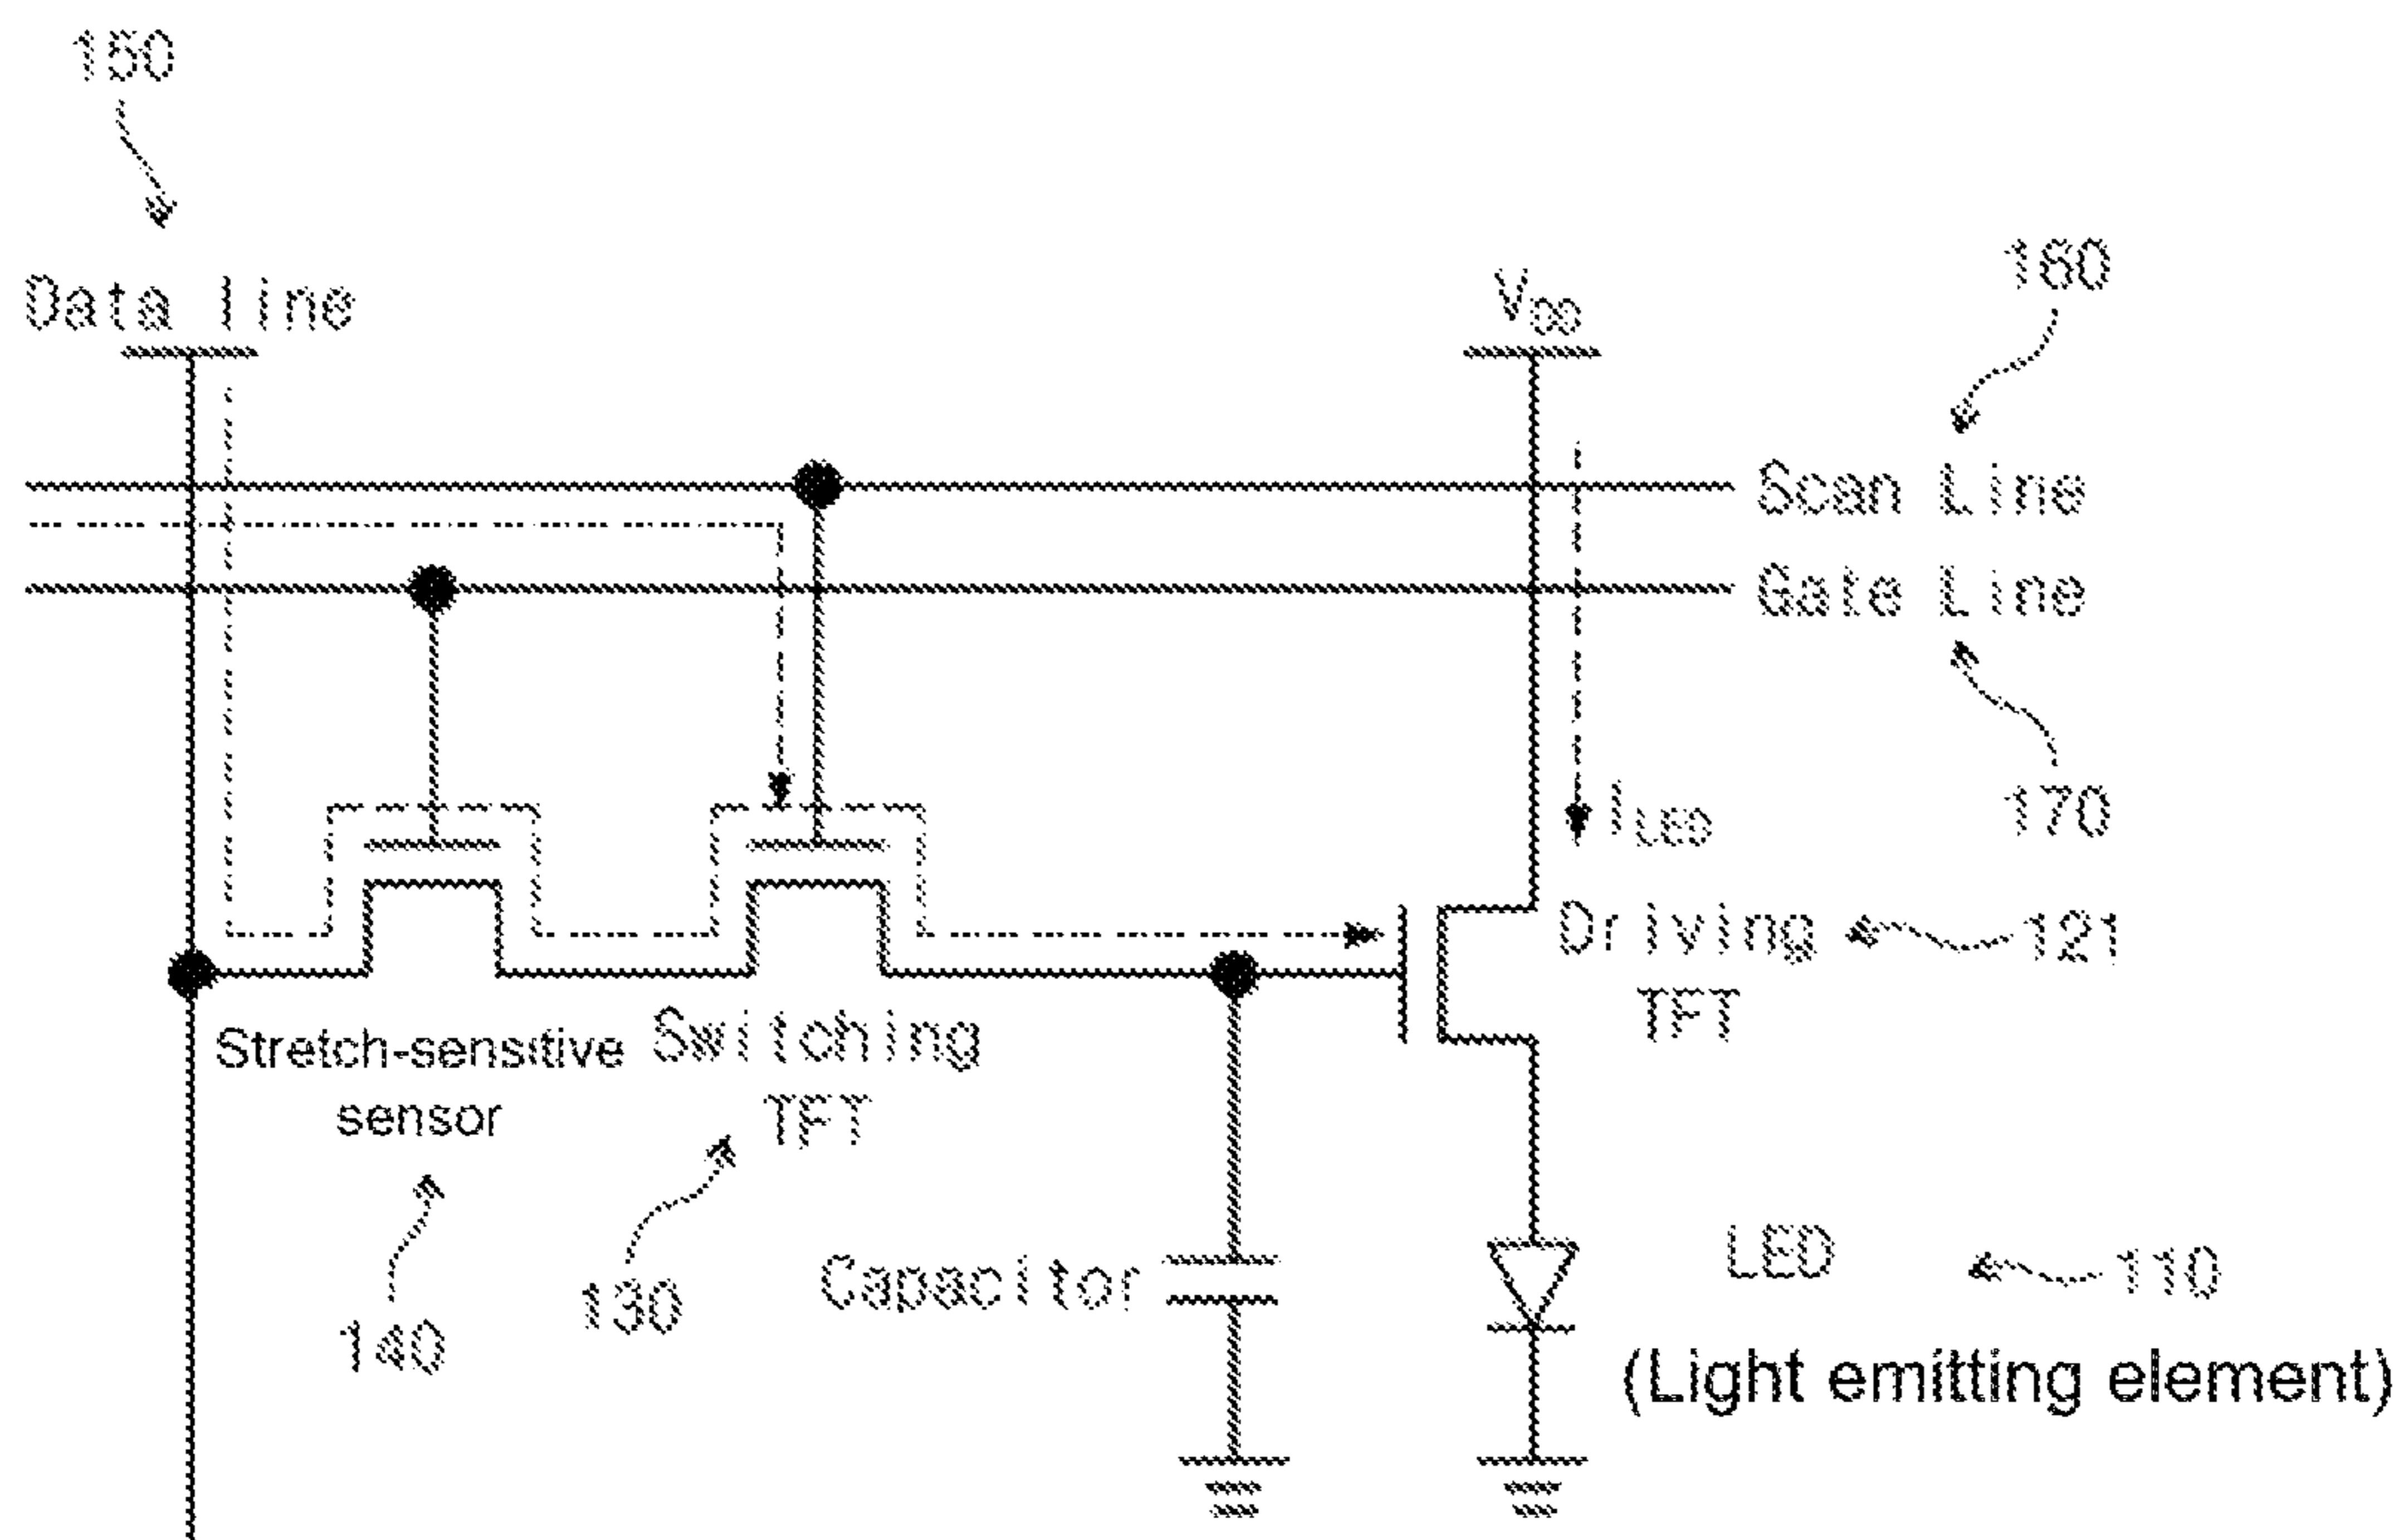 150
Data line
V_DD
160
Scan Line
Gate Line
170
I_LED
Driving
TFT
121
Stretch-sensitive
sensor
Switching
TFT
140
130
Capacitor
LED
110
(Light emitting element)